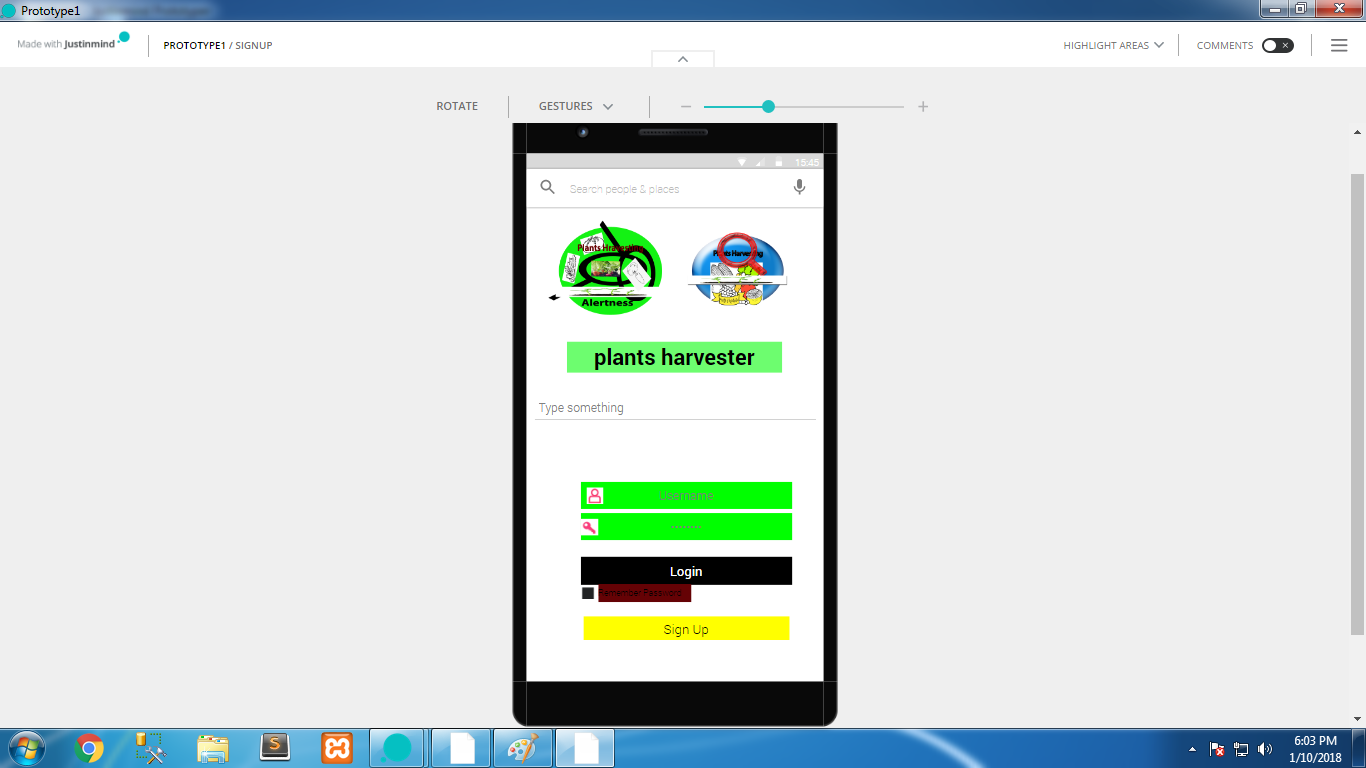 Prototype1
Made with Justinmind
PROTOTYPE1 / SIGNUP
HIGHLIGHT AREAS
COMMENTS
ROTATE
GESTURES
15:45
Search people & places
Plants Hravesting
Alertness
Plants Harvesting
plants harvester
Type something
Username
Login
Remember Password
Sign Up
6:03 PM
1/10/2018